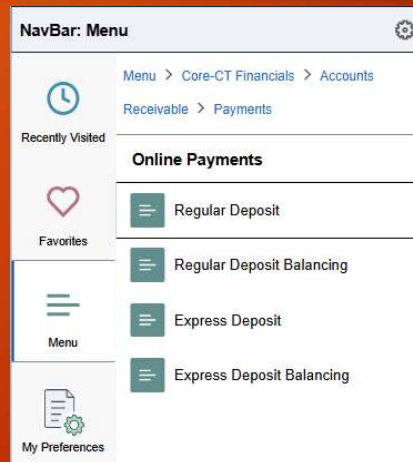 NavBar: Menu
Recently Visited
Favorites
Menu
My Preferences
Menu > Core-CT Financials > Accounts
Receivable > Payments
Online Payments
Regular Deposit
Regular Deposit Balancing
Express Deposit
Express Deposit Balancing